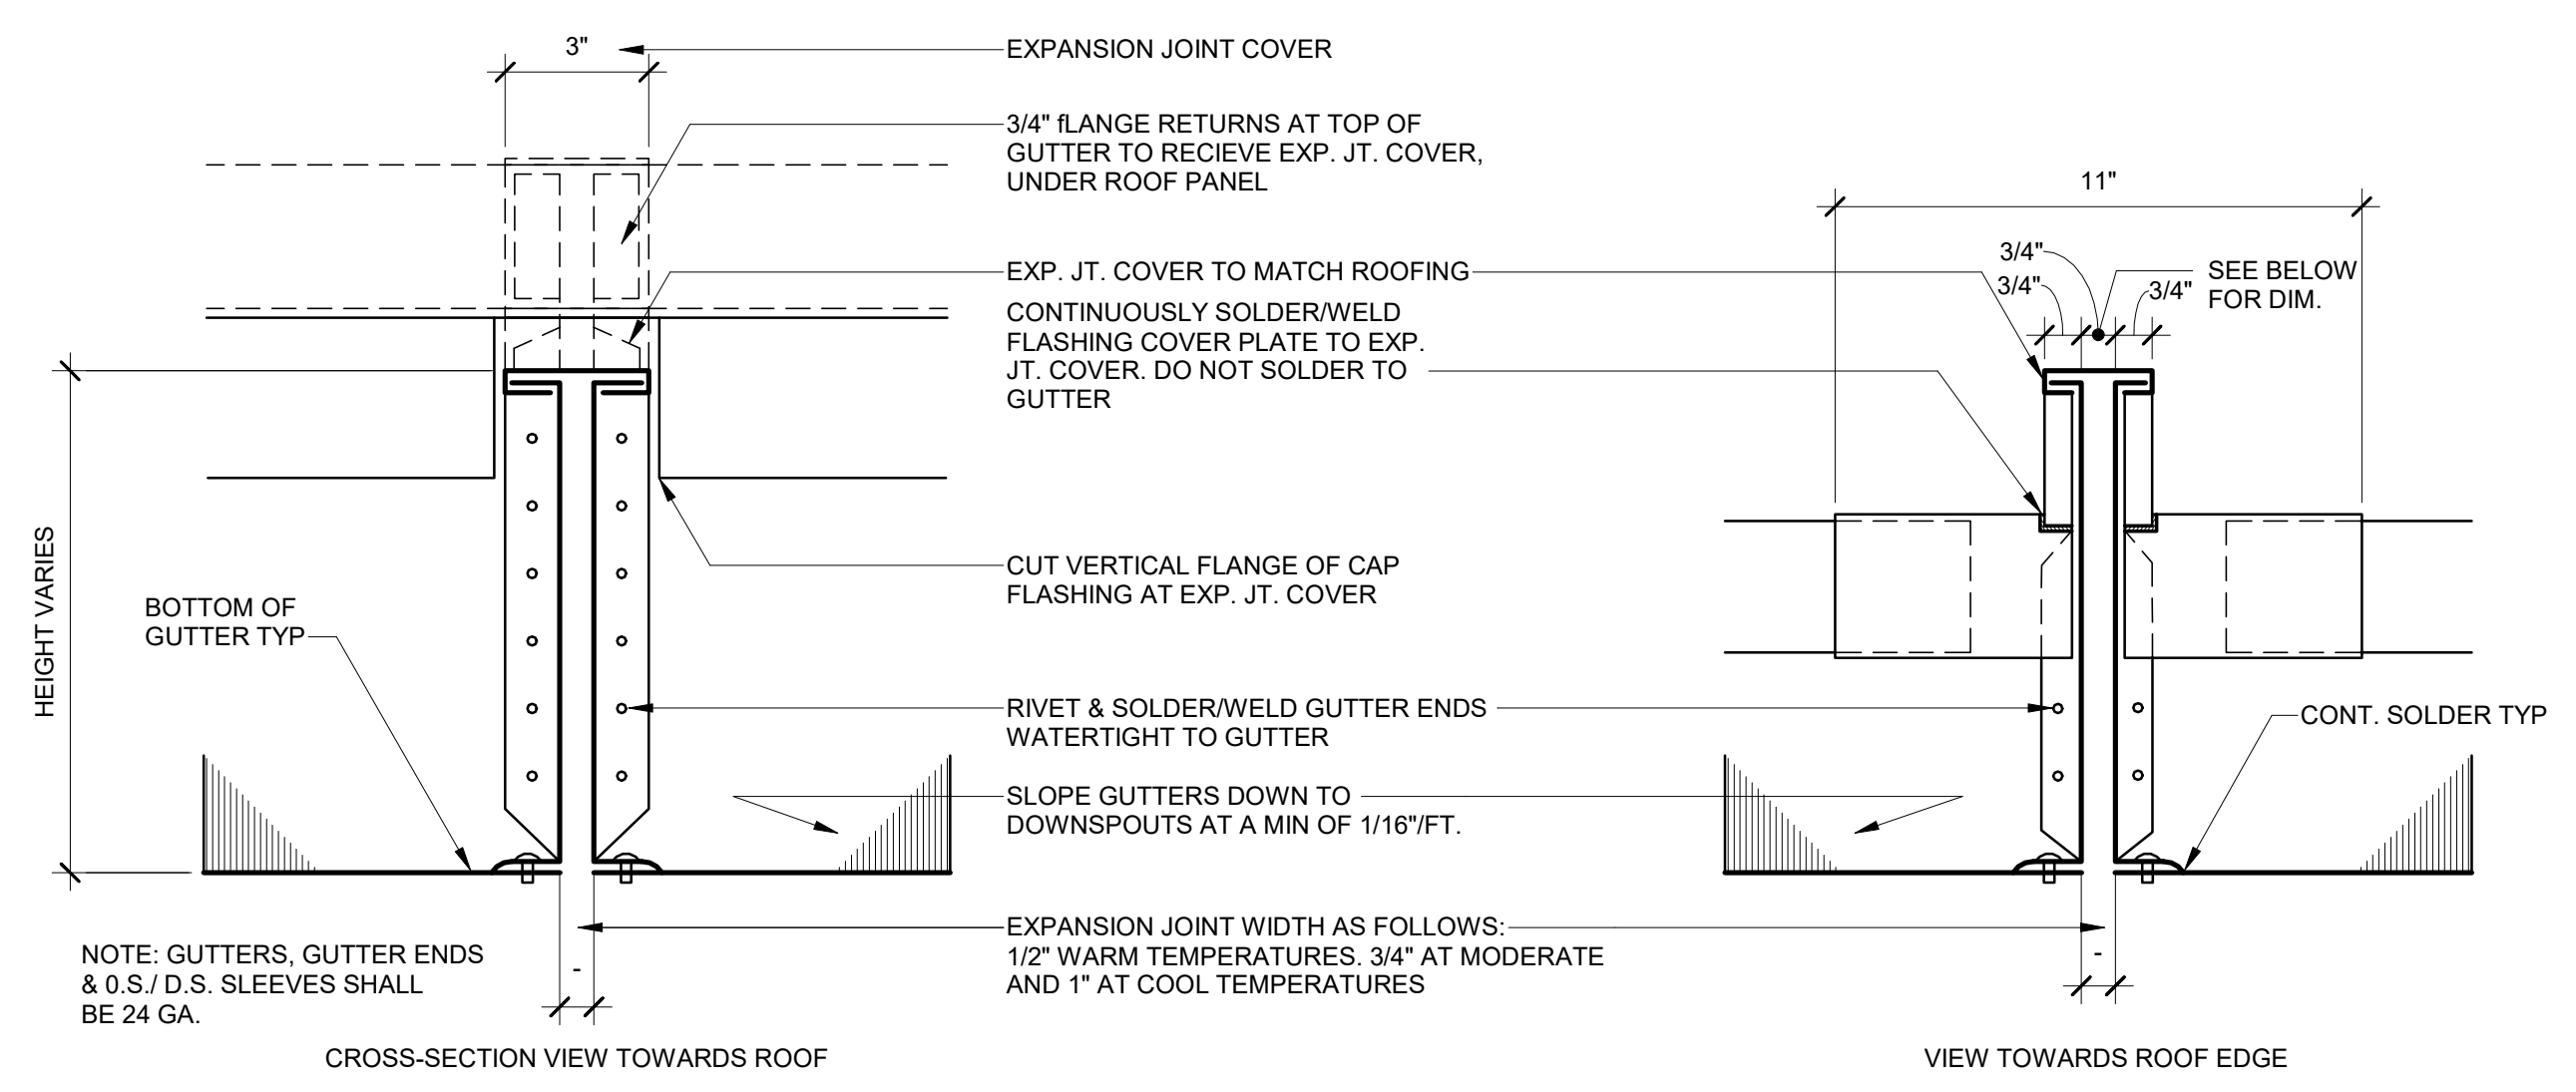 3"
EXPANSION JOINT COVER
3/4" fLANGE RETURNS AT TOP OF
GUTTER TO RECIEVE EXP. JT. COVER,
UNDER ROOF PANEL
11"
3/4"
3/4"
3/4"
SEE BELOW
FOR DIM.
EXP. JT. COVER TO MATCH ROOFING
CONTINUOUSLY SOLDER/WELD
FLASHING COVER PLATE TO EXP.
JT. COVER. DO NOT SOLDER TO
GUTTER
HEIGHT VARIES
BOTTOM OF
GUTTER TYP
CUT VERTICAL FLANGE OF CAP
FLASHING AT EXP. JT. COVER
RIVET & SOLDER/WELD GUTTER ENDS
WATERTIGHT TO GUTTER
CONT. SOLDER TYP
SLOPE GUTTERS DOWN TO
DOWNSPOUTS AT A MIN OF 1/16"/FT.
EXPANSION JOINT WIDTH AS FOLLOWS:
1/2" WARM TEMPERATURES. 3/4" AT MODERATE
AND 1" AT COOL TEMPERATURES
-
-
NOTE: GUTTERS, GUTTER ENDS
& 0.S./ D.S. SLEEVES SHALL
BE 24 GA.
CROSS-SECTION VIEW TOWARDS ROOF
VIEW TOWARDS ROOF EDGE